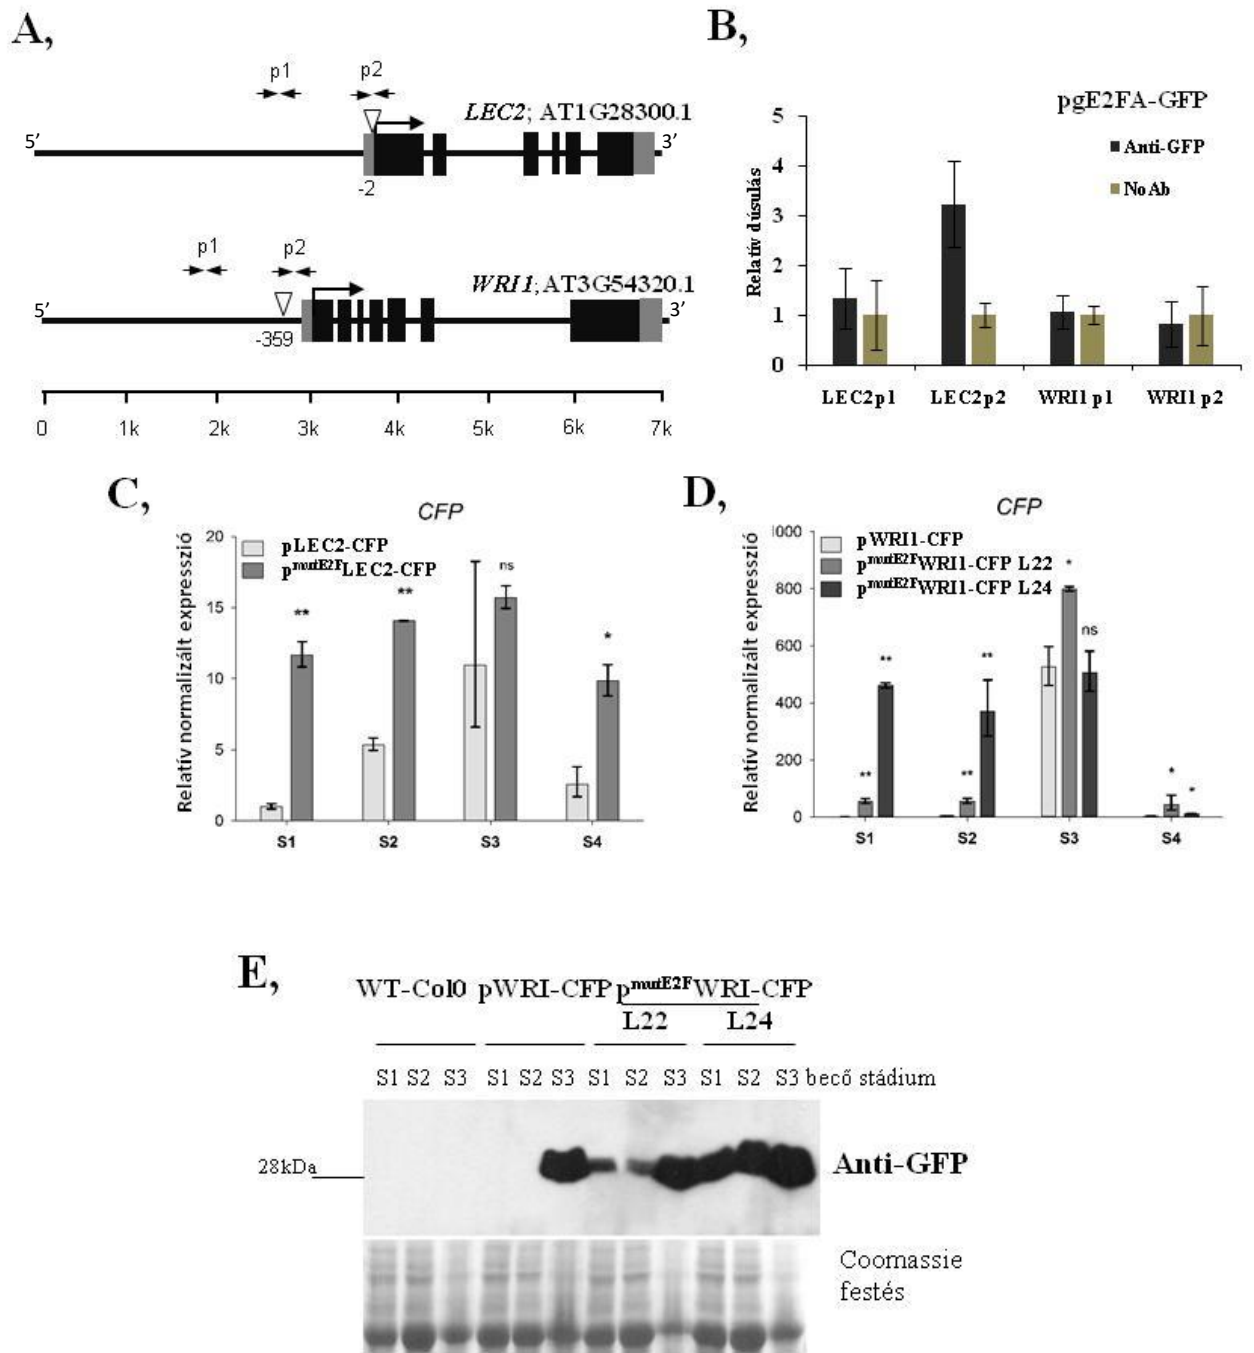 A,
p1 p2
LEC2; AT1G28300.1
5’ 3’
-2
p1 p2
WRI1;AT3G54320.1
5’ 3’
-359
0 1k 2k 3k 4k 5k 6k 7k
B,
pgE2FA-GFP
Anti-GFP
No Ab
Relatív dúsulás
5
4
3
2
1
0
LEC2p1 LEC2p2 WRI1p1 WRI1p2
C,
CFP
pLEC2-CFP
pmutE2FLEC2-CFP
Relatív normalizált expresszió
20
15
10
5
0
** ** ns *
S1 S2 S3 S4
D,
CFP
pWRI1-CFP
pmutE2FWRI1-CFP L22
pmutE2FWRI1-CFP L24
Relatív normalizált expresszió
1000
800
600
400
200
0
** ** ** ** * ns * *
S1 S2 S3 S4
E,
WT-Col0 pWRI-CFP pmutE2FWRI-CFP
L22 L24
S1 S2 S3 S1 S2 S3 S1 S2 S3 S1 S2 S3 becő stádium
28kDa
Anti-GFP
Coomassie
festés